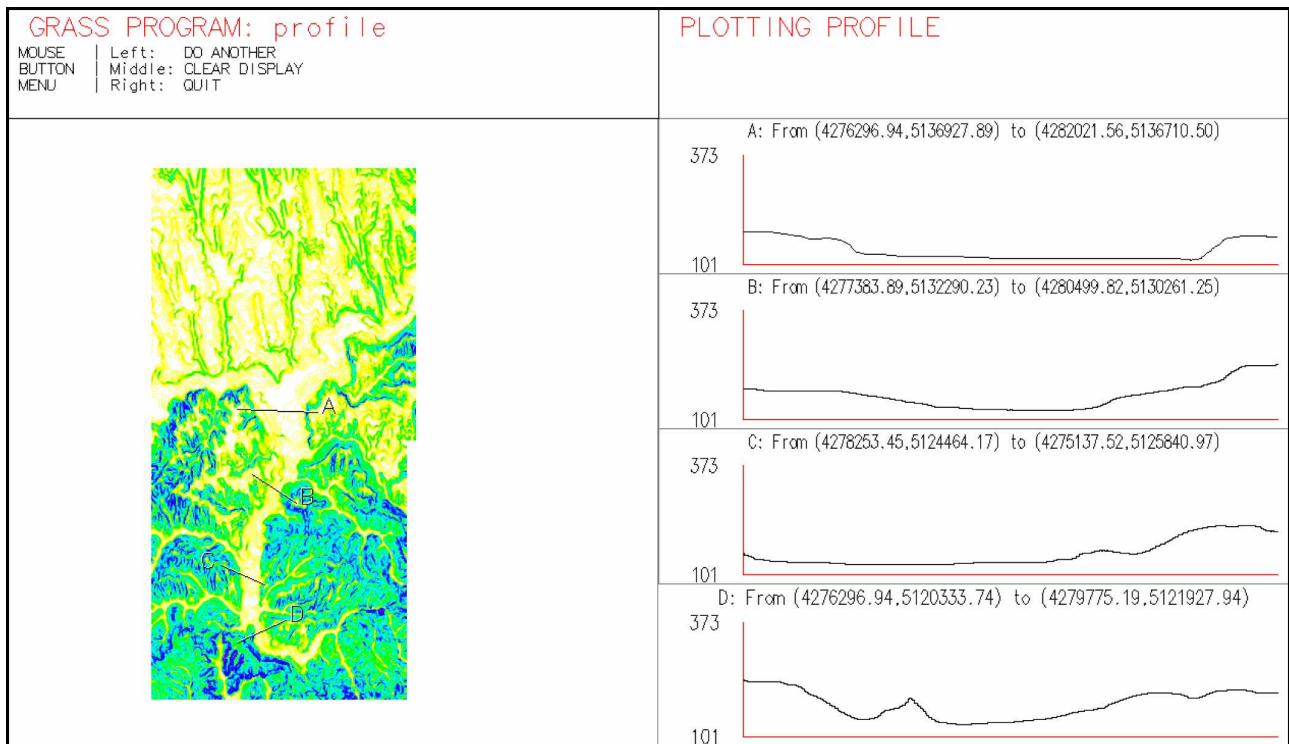 GRASS PROGRAM: profile
MOUSE | Left: DO ANOTHER
BUTTON | Middle: CLEAR DISPLAY
MENU | Right: QUIT
PLOTTING PROFILE
A: From (4276296.94,5136927.89) to (4282021.56,5136710.50)
373
101
B: From (4277383.89,5132290.23) to (4280499.82,5130261.25)
373
101
C: From (4278253.45,5124464.17) to (4275137.52,5125840.97)
373
101
D: From (4276296.94,5120333.74) to (4279775.19,5121927.94)
373
101
A
B
C
D